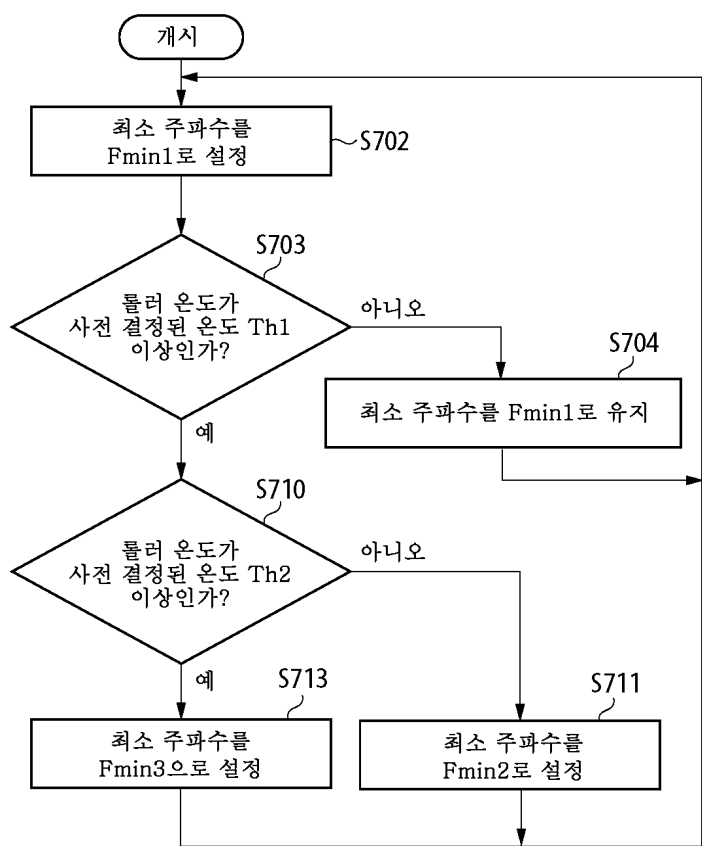 개시
최소 주파수를
Fmin1로 설정
S702
S703
롤러 온도가
사전 결정된 온도 Th1
이상인가?
아니오
S704
최소 주파수를 Fmin1로 유지
예
S710
롤러 온도가
사전 결정된 온도 Th2
이상인가?
아니오
예
S713
최소 주파수를
Fmin3으로 설정
S711
최소 주파수를
Fmin2로 설정